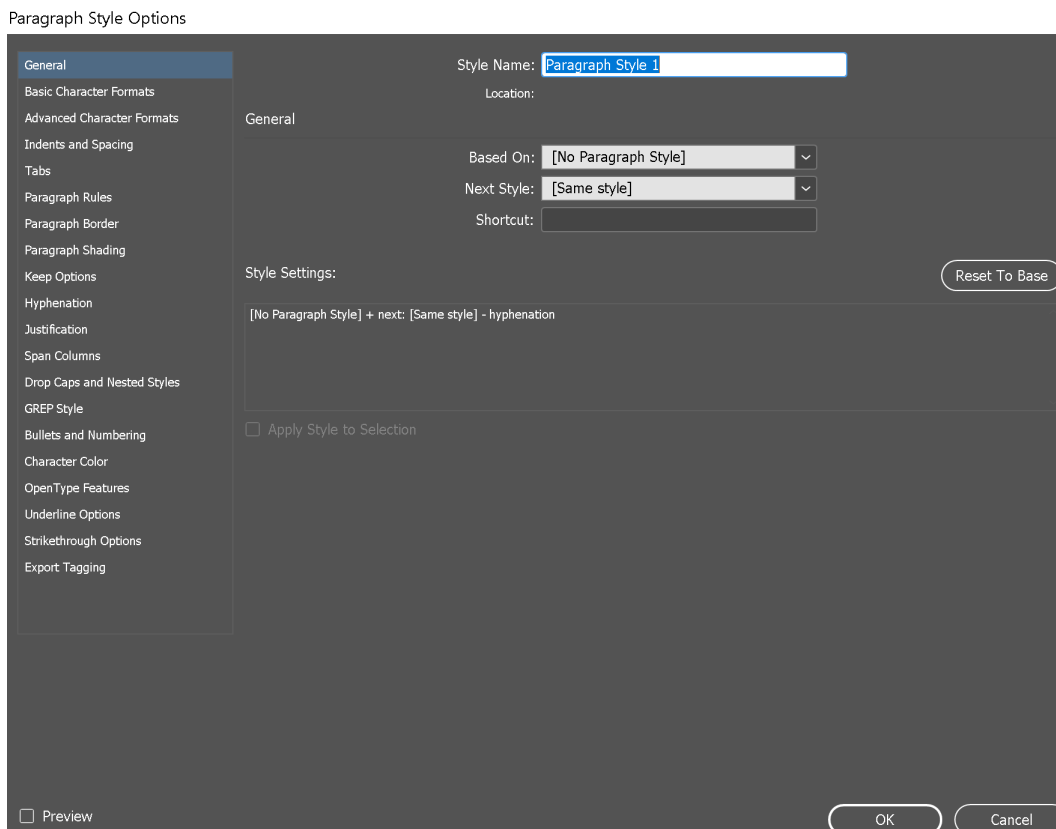 Paragraph Style Options
General
Basic Character Formats
Advanced Character Formats
Indents and Spacing
Tabs
Paragraph Rules
Paragraph Border
Paragraph Shading
Keep Options
Hyphenation
Justification
Span Columns
Drop Caps and Nested Styles
GREP Style
Bullets and Numbering
Character Color
OpenType Features
Underline Options
Strikethrough Options
Export Tagging
Style Name: Paragraph Style 1
Location:
General
Based On: [No Paragraph Style]
Next Style: [Same style]
Shortcut:
Style Settings:
Reset To Base
[No Paragraph Style] + next: [Same style] - hyphenation
Apply Style to Selection
Preview
OK
Cancel